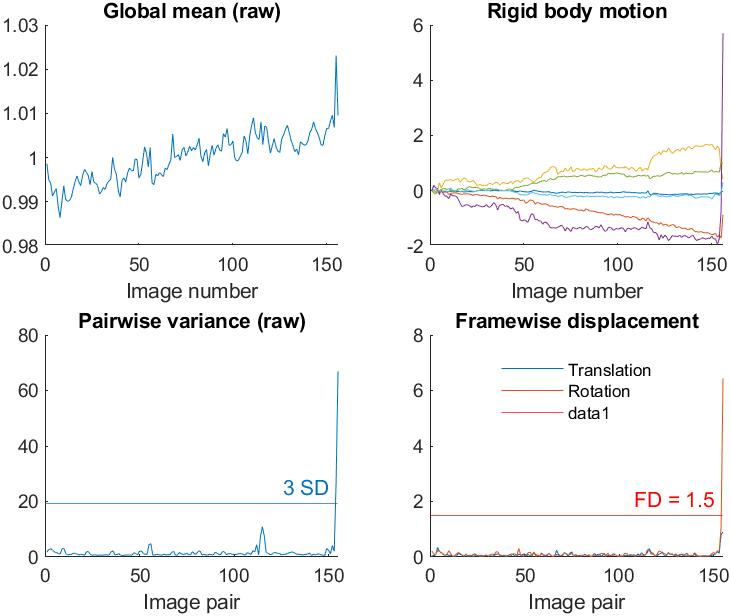 Global mean (raw)
1.03
1.02
1.01
1
0.99
0.98
0 50 100 150
Image number
Rigid body motion
6
4
2
0
-2
0 50 100 150
Image number
Pairwise variance (raw)
80
60
40
20
0
3 SD
0 50 100 150
Image pair
Framewise displacement
8
6
4
2
0
Translation
Rotation
data1
FD = 1.5
0 50 100 150
Image pair